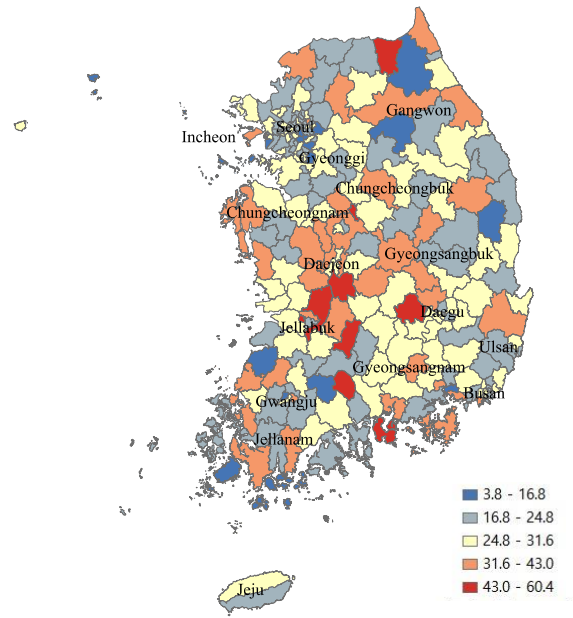 Gangwon
Seoul
Incheon
Gyeonggi
Chungcheongbuk
Chungcheongnam
Gyeongsangbuk
Daejeon
Daegu
Jellabuk
Ulsan
Gyeongsangnam
Busan
Gwangju
Jellanam
3.8 - 16.8
16.8 - 24.8
24.8 - 31.6
31.6 - 43.0
43.0 - 60.4
Jeju